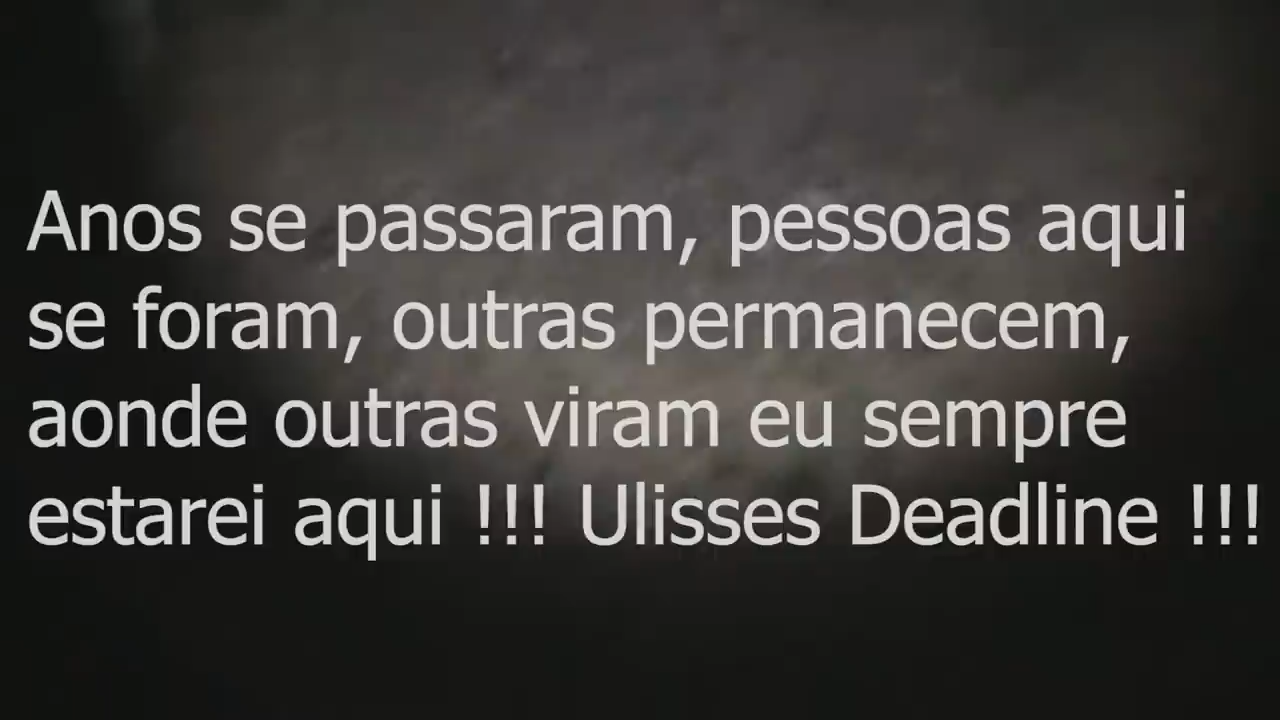 Anos se passaram, pessoas aqui
se foram, outras permanecem,
aonde outras viram eu sempre
estarei aqui !!! Ulisses Deadline !!!